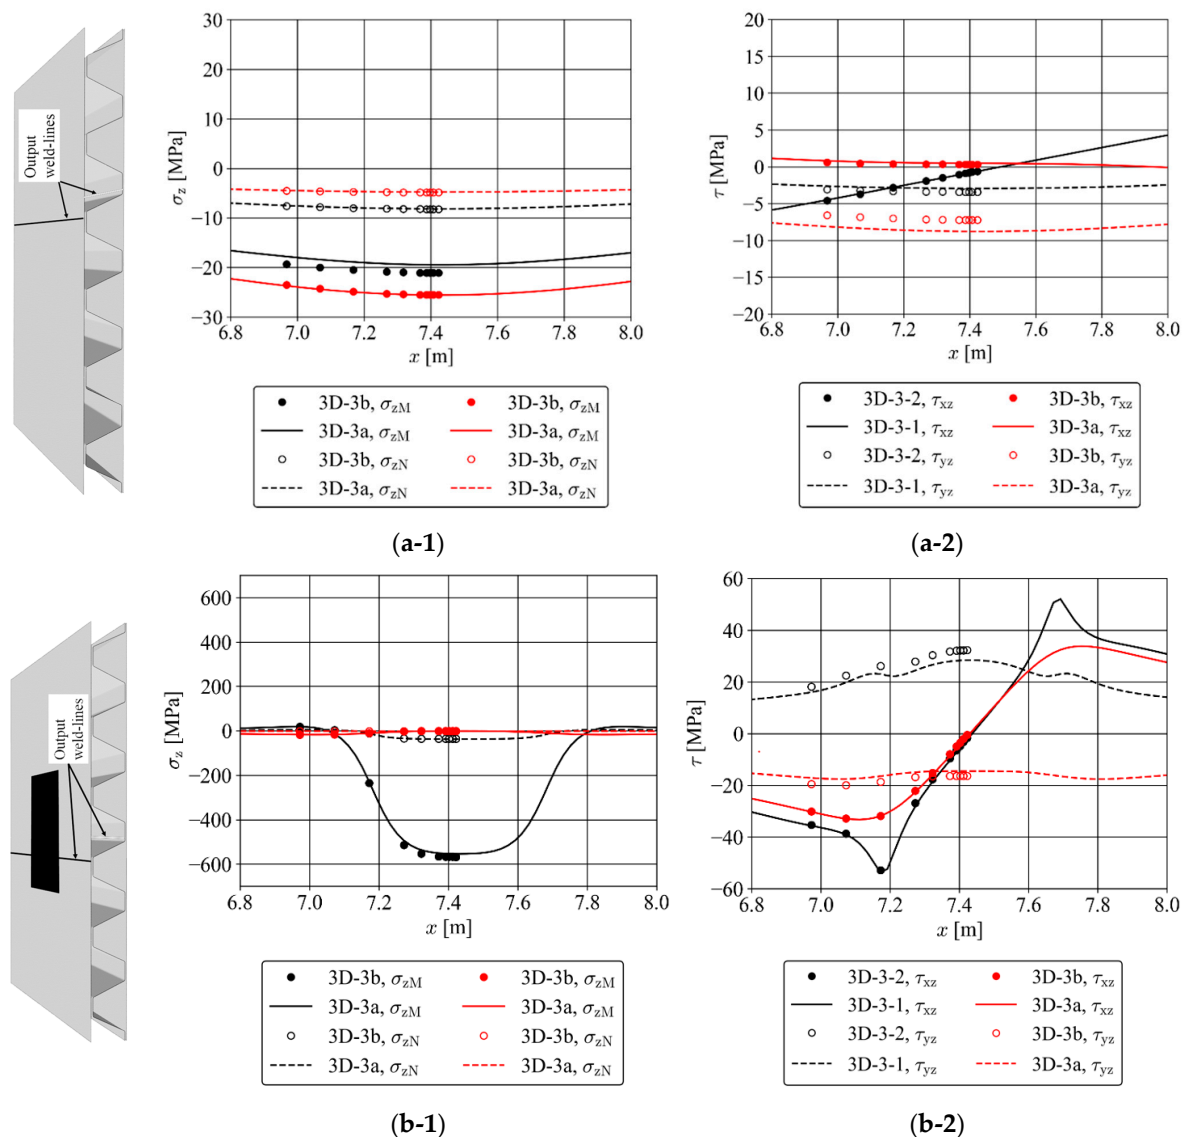 Output
weld-lines
30
20
10
0
−10
−20
−30
σz [MPa]
6.8 7.0 7.2 7.4 7.6 7.8 8.0
x [m]
3D-3b, σzM 3D-3b, σzM
3D-3a, σzM 3D-3a, σzM
3D-3b, σzN 3D-3b, σzN
3D-3a, σzN 3D-3a, σzN
(a-1)
20
15
10
5
0
−5
−10
−15
−20
τ [MPa]
6.8 7.0 7.2 7.4 7.6 7.8 8.0
x [m]
3D-3-2, τxz 3D-3b, τxz
3D-3-1, τxz 3D-3a, τxz
3D-3-2, τyz 3D-3b, τyz
3D-3-1, τyz 3D-3a, τyz
(a-2)
Output
weld-lines
600
400
200
0
−200
−400
−600
σz [MPa]
6.8 7.0 7.2 7.4 7.6 7.8 8.0
x [m]
3D-3b, σzM 3D-3b, σzM
3D-3a, σzM 3D-3a, σzM
3D-3b, σzN 3D-3b, σzN
3D-3a, σzN 3D-3a, σzN
(b-1)
60
40
20
0
−20
−40
−60
τ [MPa]
6.8 7.0 7.2 7.4 7.6 7.8 8.0
x [m]
3D-3-2, τxz 3D-3b, τxz
3D-3-1, τxz 3D-3a, τxz
3D-3-2, τyz 3D-3b, τyz
3D-3-1, τyz 3D-3a, τyz
(b-2)